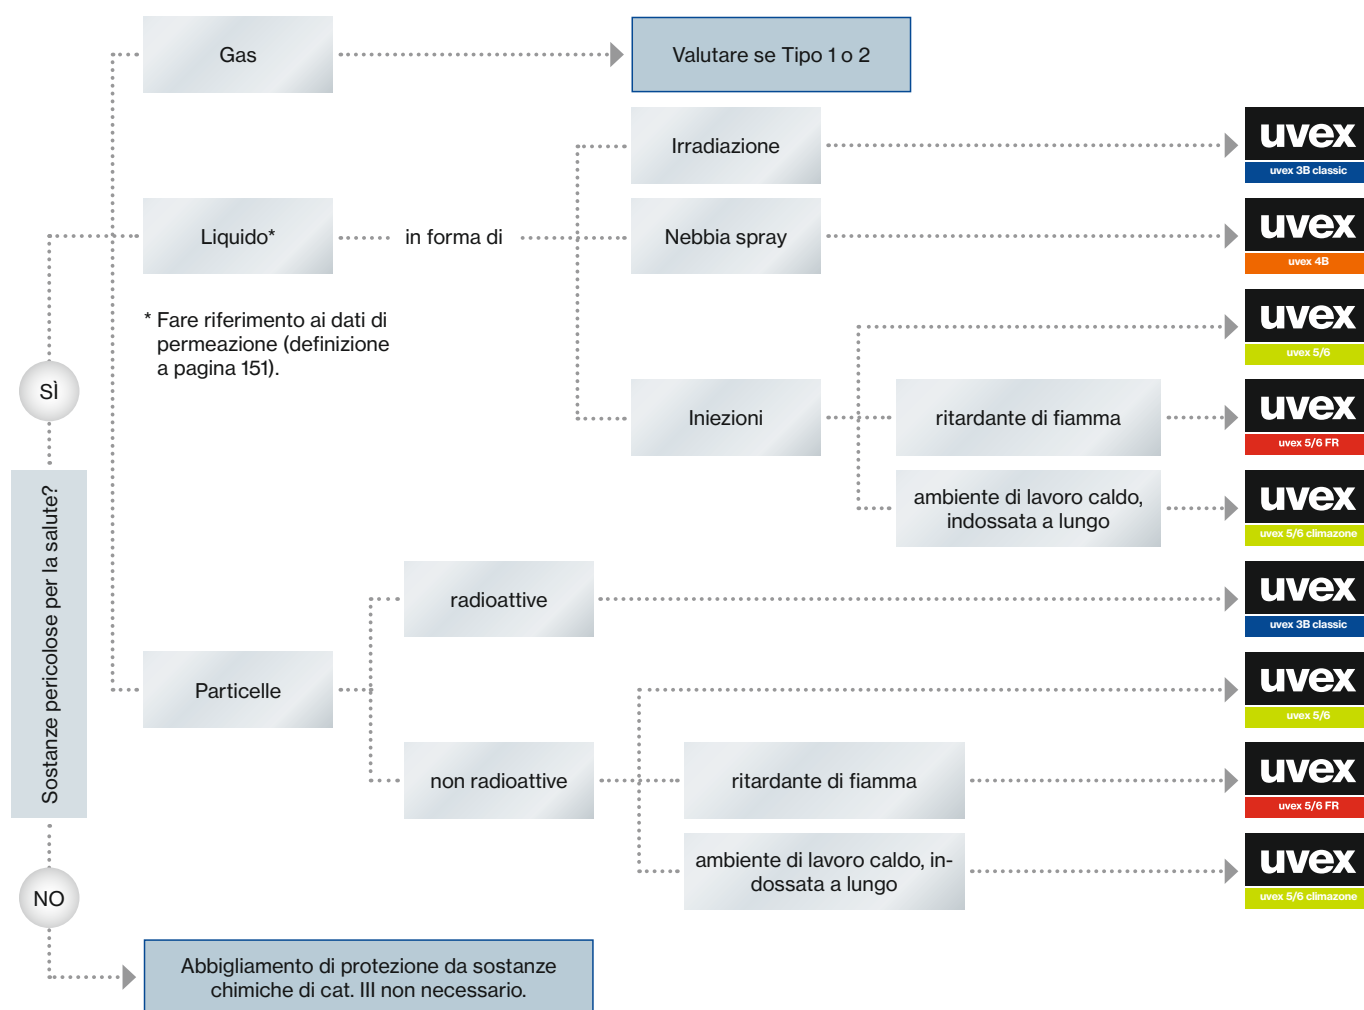 Gas
Valutare se Tipo 1 o 2
Irradiazione
uvex
uvex 3B classic
Liquido*
in forma di
Nebbia spray
uvex
uvex 4B
* Fare riferimento ai dati di
permeazione (definizione
a pagina 151).
uvex
uvex 5/6
SÌ
Iniezioni
ritardante di fiamma
uvex
uvex 5/6 FR
ambiente di lavoro caldo,
indossata a lungo
uvex
uvex 5/6 climazone
Sostanze pericolose per la salute?
radioattive
uvex
uvex 3B classic
Particelle
uvex
uvex 5/6
non radioattive
ritardante di fiamma
uvex
uvex 5/6 FR
ambiente di lavoro caldo, in-
dossata a lungo
uvex
uvex 5/6 climazone
NO
Abbigliamento di protezione da sostanze
chimiche di cat. III non necessario.